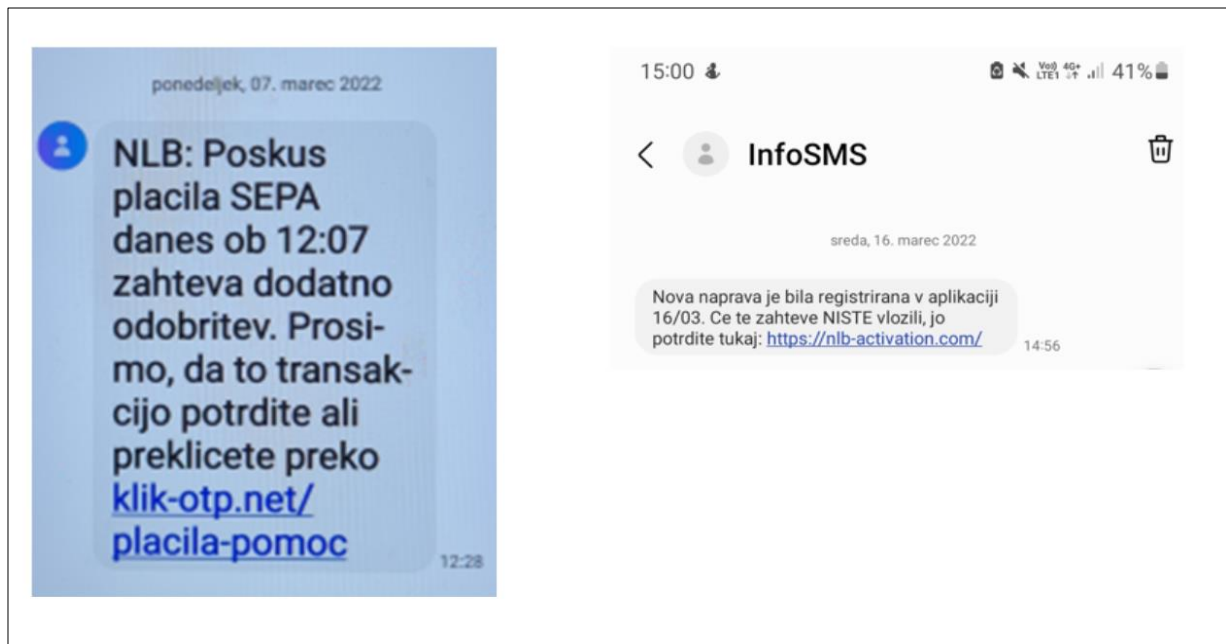 ponedeljek, 07. marec 2022
NLB: Poskus
placila SEPA
danes ob 12:07
zahteva dodatno
odobritev. Prosi-
mo, da to transak-
cijo potrdite ali
preklicete preko
klik-otp.net/
placila-pomoc
12:28
15:00
Voo) LTE1 4G+ 41%
InfoSMS
sreda, 16. marec 2022
Nova naprava je bila registrirana v aplikaciji
16/03. Ce te zahteve NISTE vlozili, jo
potrdite tukaj: https://nlb-activation.com/
14:56